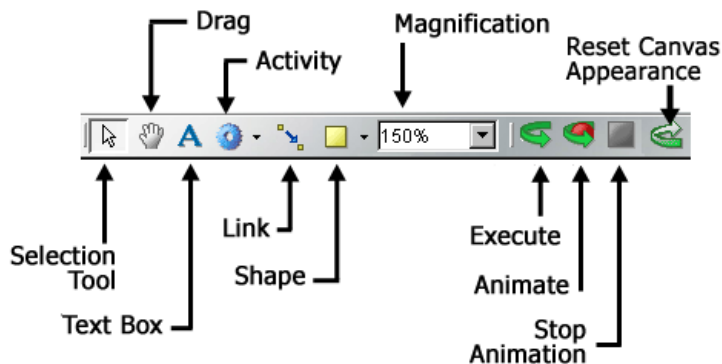 Drag
Magnification
Activity
Reset Canvas
Appearance
A
150%
Link
Execute
Selection
Tool
Shape
Animate
Text Box
Stop
Animation